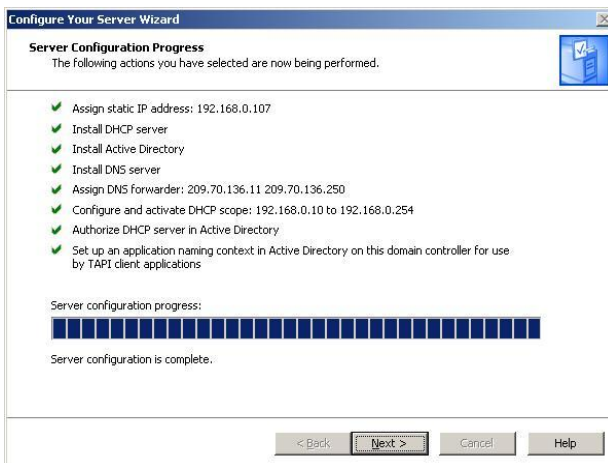 Configure Your Server Wizard
Server Configuration Progress
The following actions you have selected are now being performed.
Assign static IP address: 192.168.0.107
Install DHCP server
Install Active Directory
Install DNS server
Assign DNS forwarder: 209.70.136.11 209.70.136.250
Configure and activate DHCP scope: 192.168.0.10 to 192.168.0.254
Authorize DHCP server in Active Directory
Set up an application naming context in Active Directory on this domain controller for use
by TAPI client applications
Server configuration progress:
Server configuration is complete.
< Back
Next >
Cancel
Help